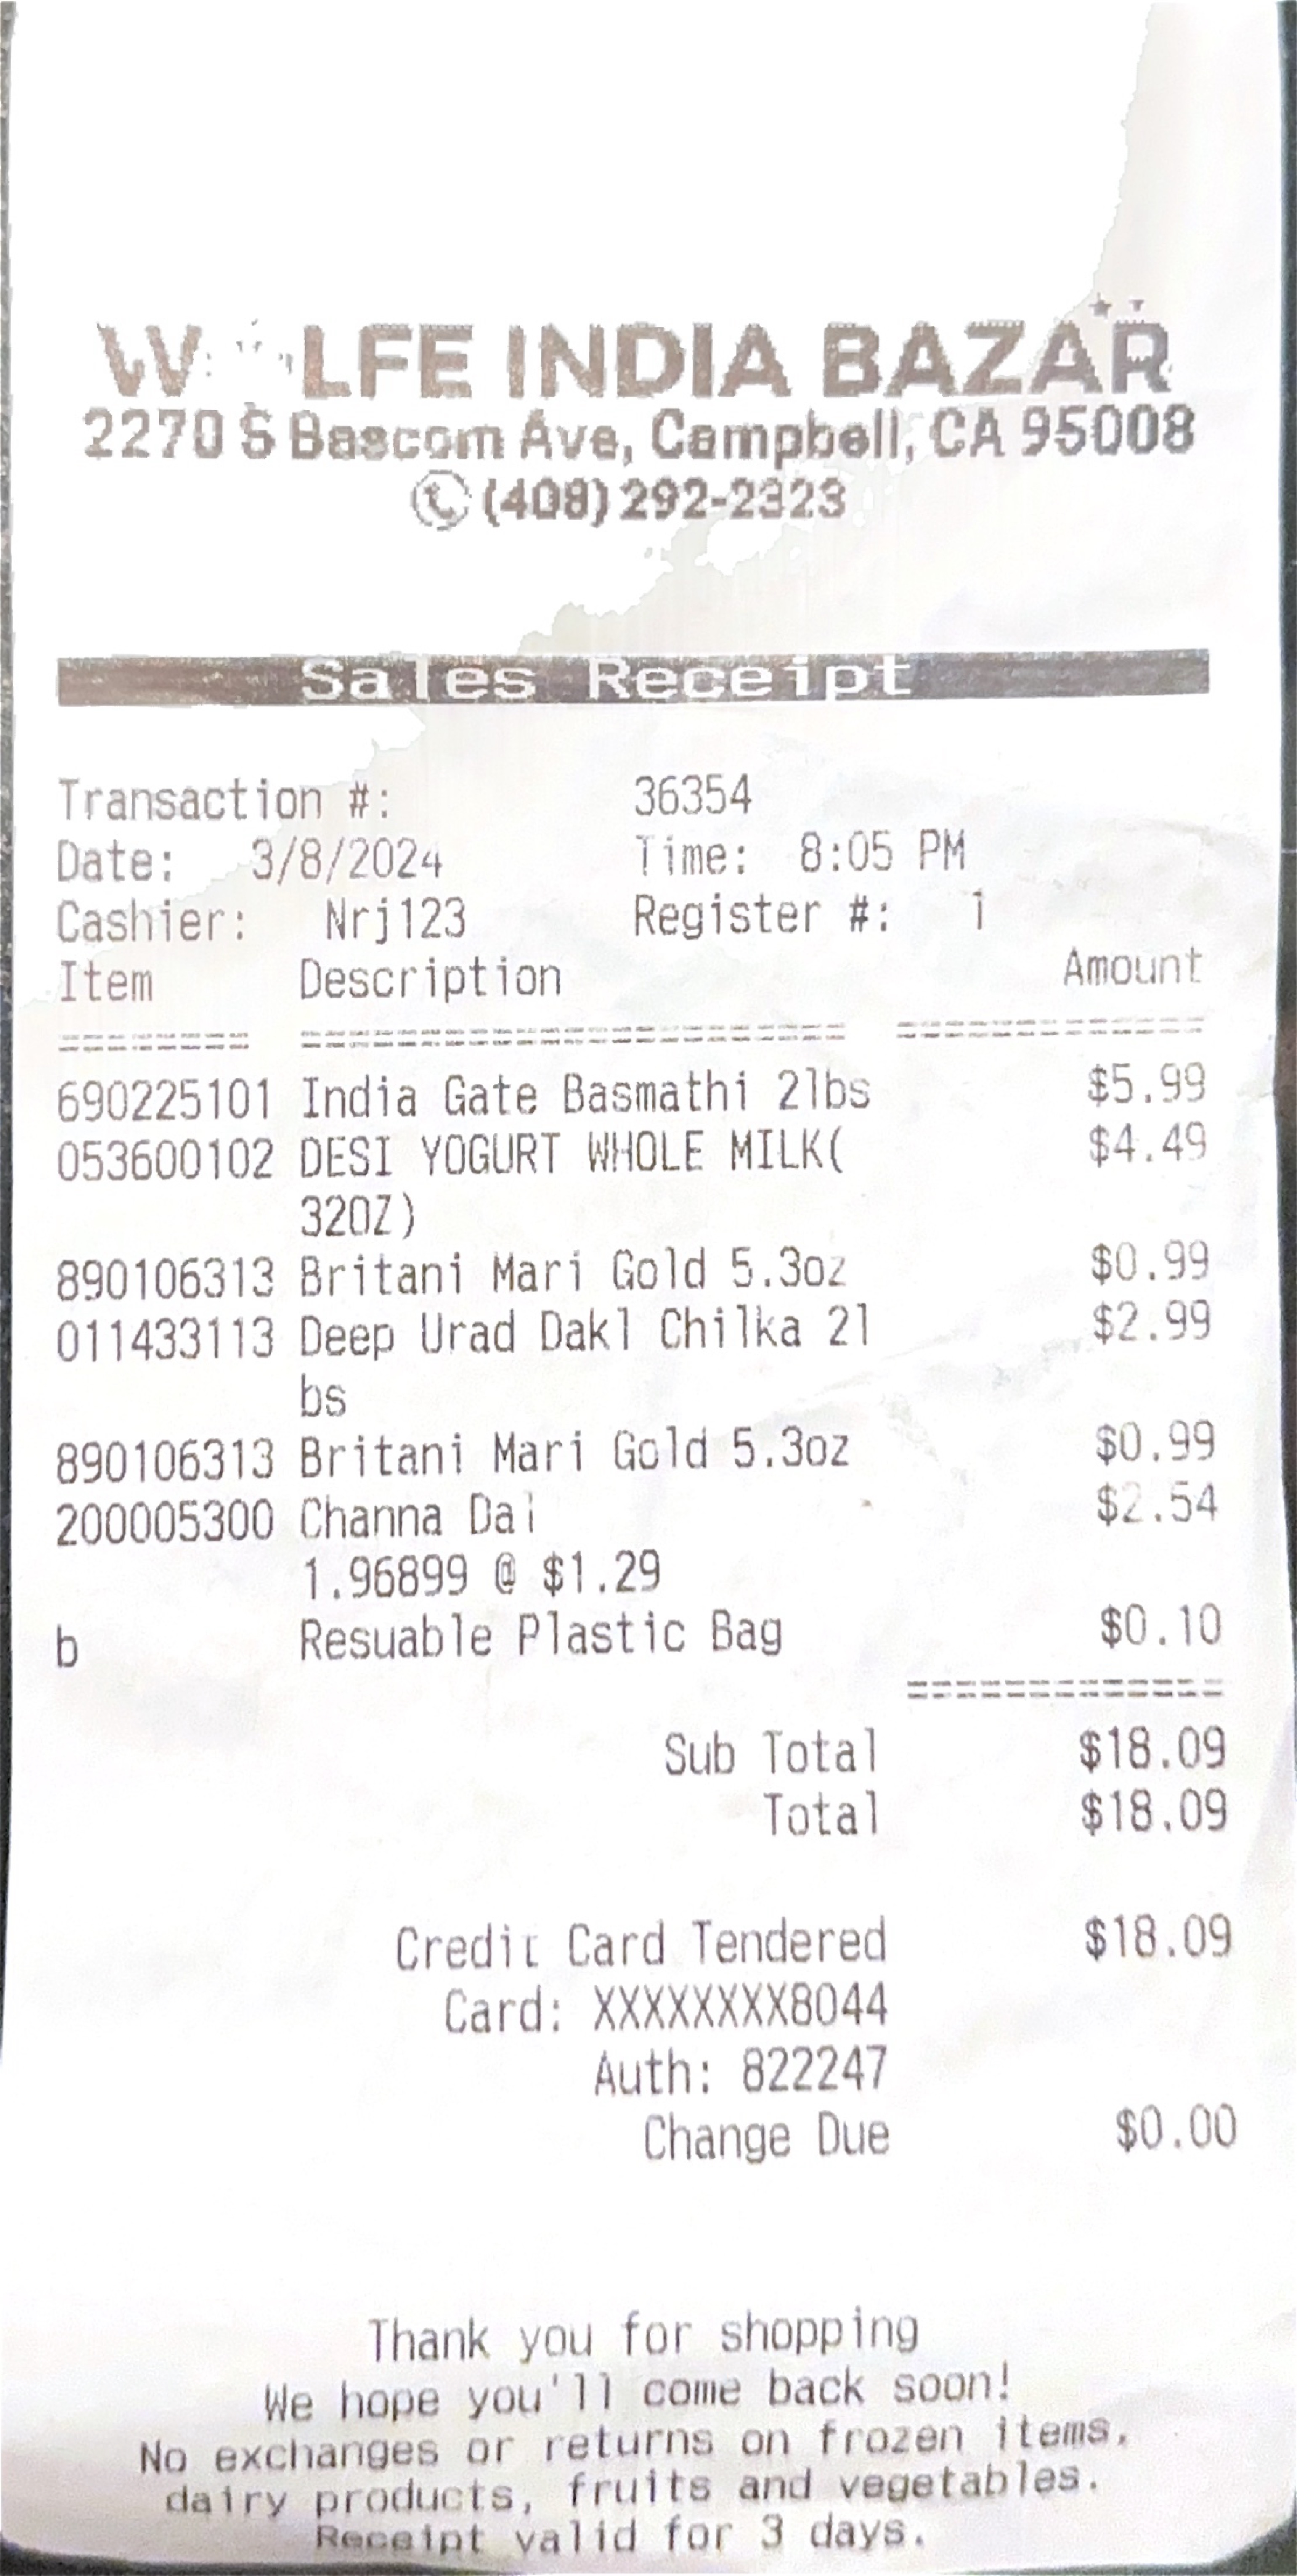 LFE INDIA BAZAR
2270 S Bascom Ave, Campbell, CA 95008
(408) 292-2323
Sales Receipt
Transaction #: 36354
Date: 3/8/2024 Time: 8:05 PM
Cashier: Nrj123 Register #: 1
Item Description Amount
690225101 India Gate Basmathi 2lbs $5.99
053600102 DESI YOGURT WHOLE MILK( $4.49
32OZ)
890106313 Britani Mari Gold 5.3oz $0.99
011433113 Deep Urad Dakl Chilka 2l $2.99
bs
890106313 Britani Mari Gold 5.3oz $0.99
200005300 Channa Dal $2.54
1.96899 @ $1.29
b Resuable Plastic Bag $0.10
Sub Total $18.09
Total $18.09
Credit Card Tendered $18.09
Card: XXXXXXXX8044
Auth: 822247
Change Due $0.00
Thank you for shopping
We hope you'll come back soon!
No exchanges or returns on frozen items,
dairy products, fruits and vegetables.
Receipt valid for 3 days.